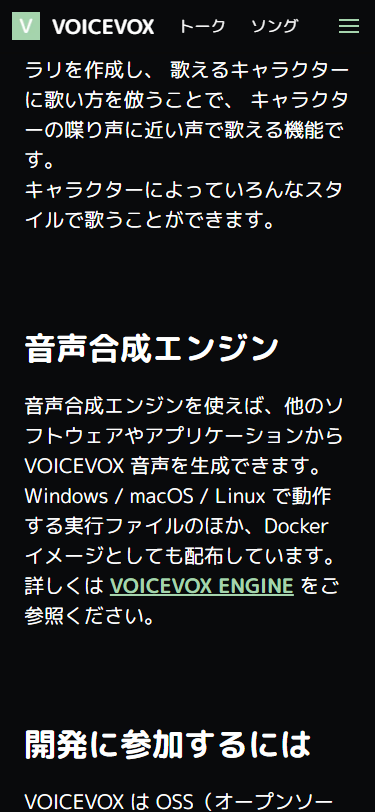 V VOICEVOX トーク ソング
ラリを作成し、 歌えるキャラクター
に歌い方を倣うことで、 キャラクタ
ーの喋り声に近い声で歌える機能で
す。
キャラクターによっていろんなスタ
イルで歌うことができます。
音声合成エンジン
音声合成エンジンを使えば、他のソ
フトウェアやアプリケーションから
VOICEVOX 音声を生成できます。
Windows / macOS / Linux で動作
する実行ファイルのほか、Docker
イメージとしても配布しています。
詳しくは VOICEVOX ENGINE をご
参照ください。
開発に参加するには
VOICEVOX は OSS（オープンソー